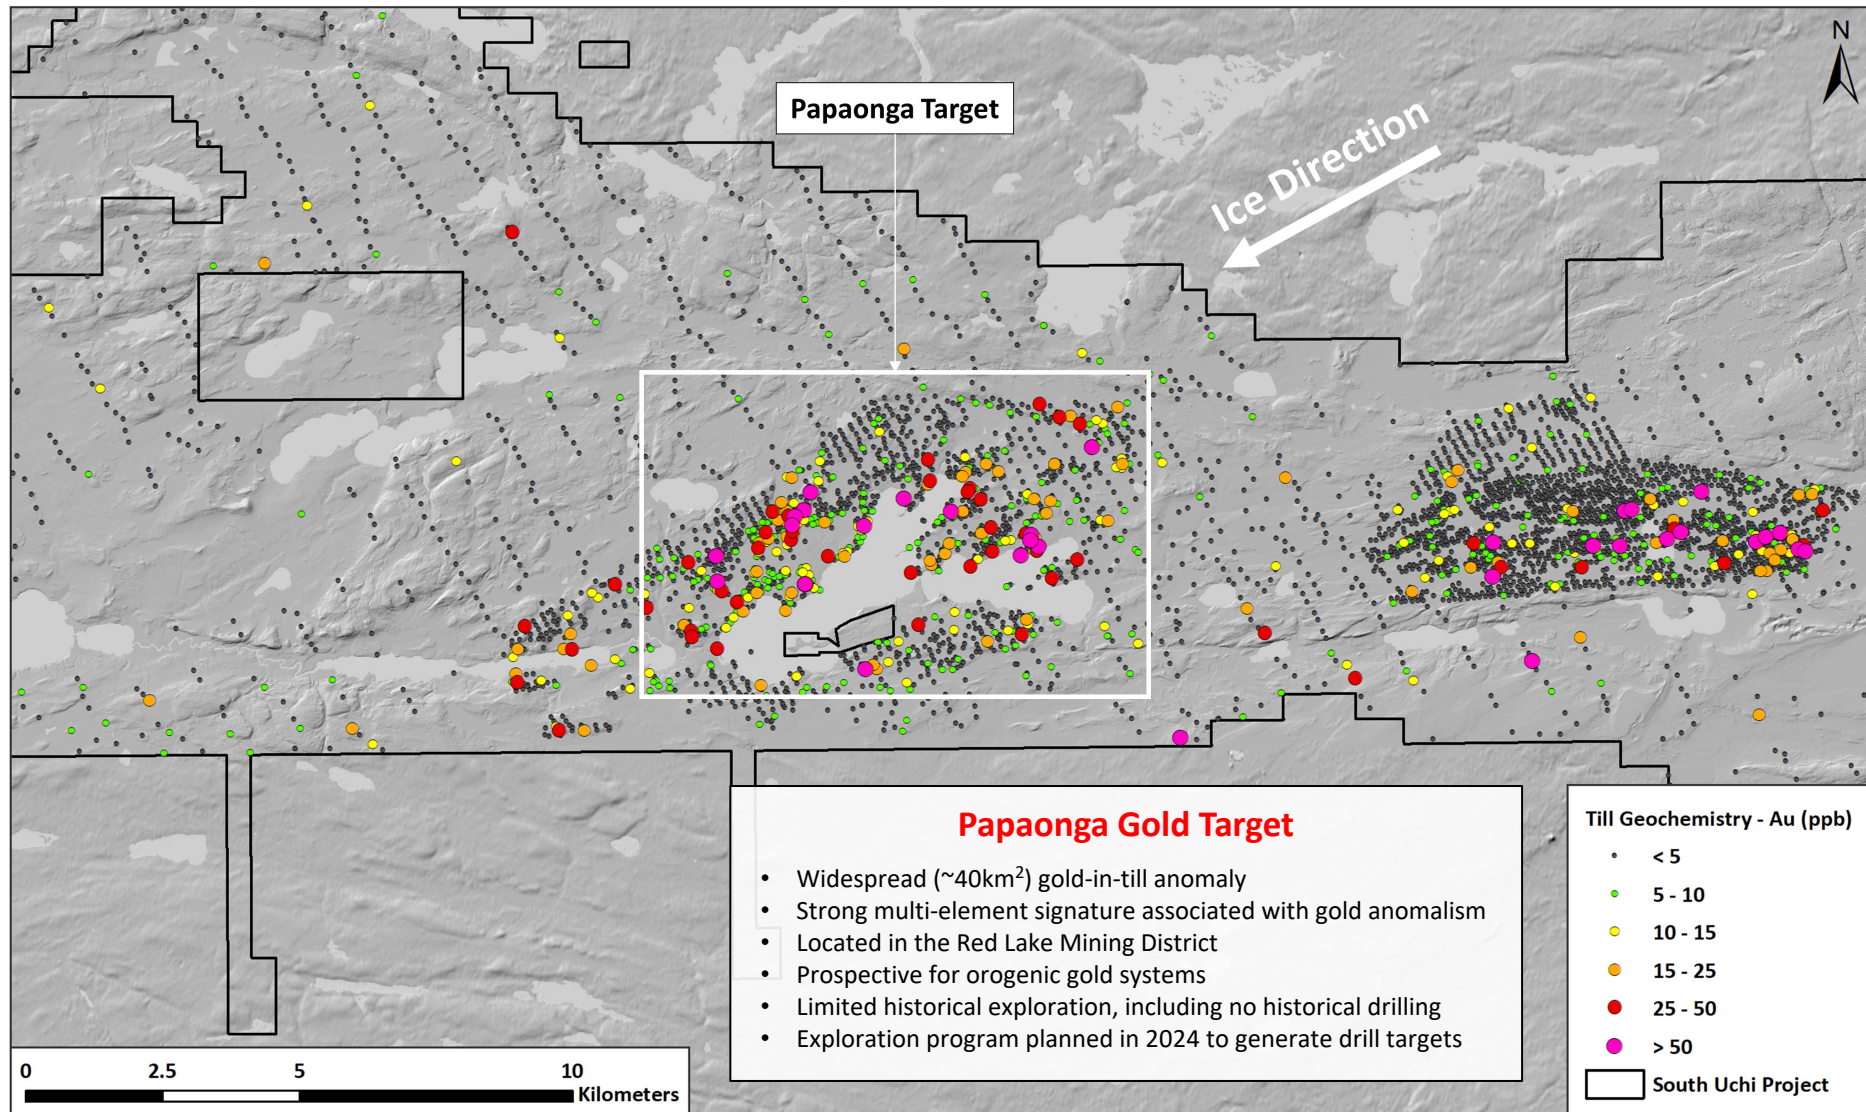 N
Papaonga Target
Ice Direction
Papaonga Gold Target
• Widespread (~40km²) gold-in-till anomaly
• Strong multi-element signature associated with gold anomalism
• Located in the Red Lake Mining District
• Prospective for orogenic gold systems
• Limited historical exploration, including no historical drilling
• Exploration program planned in 2024 to generate drill targets
Till Geochemistry - Au (ppb)
< 5
5 - 10
10 - 15
15 - 25
25 - 50
> 50
South Uchi Project
0 2.5 5 10
Kilometers